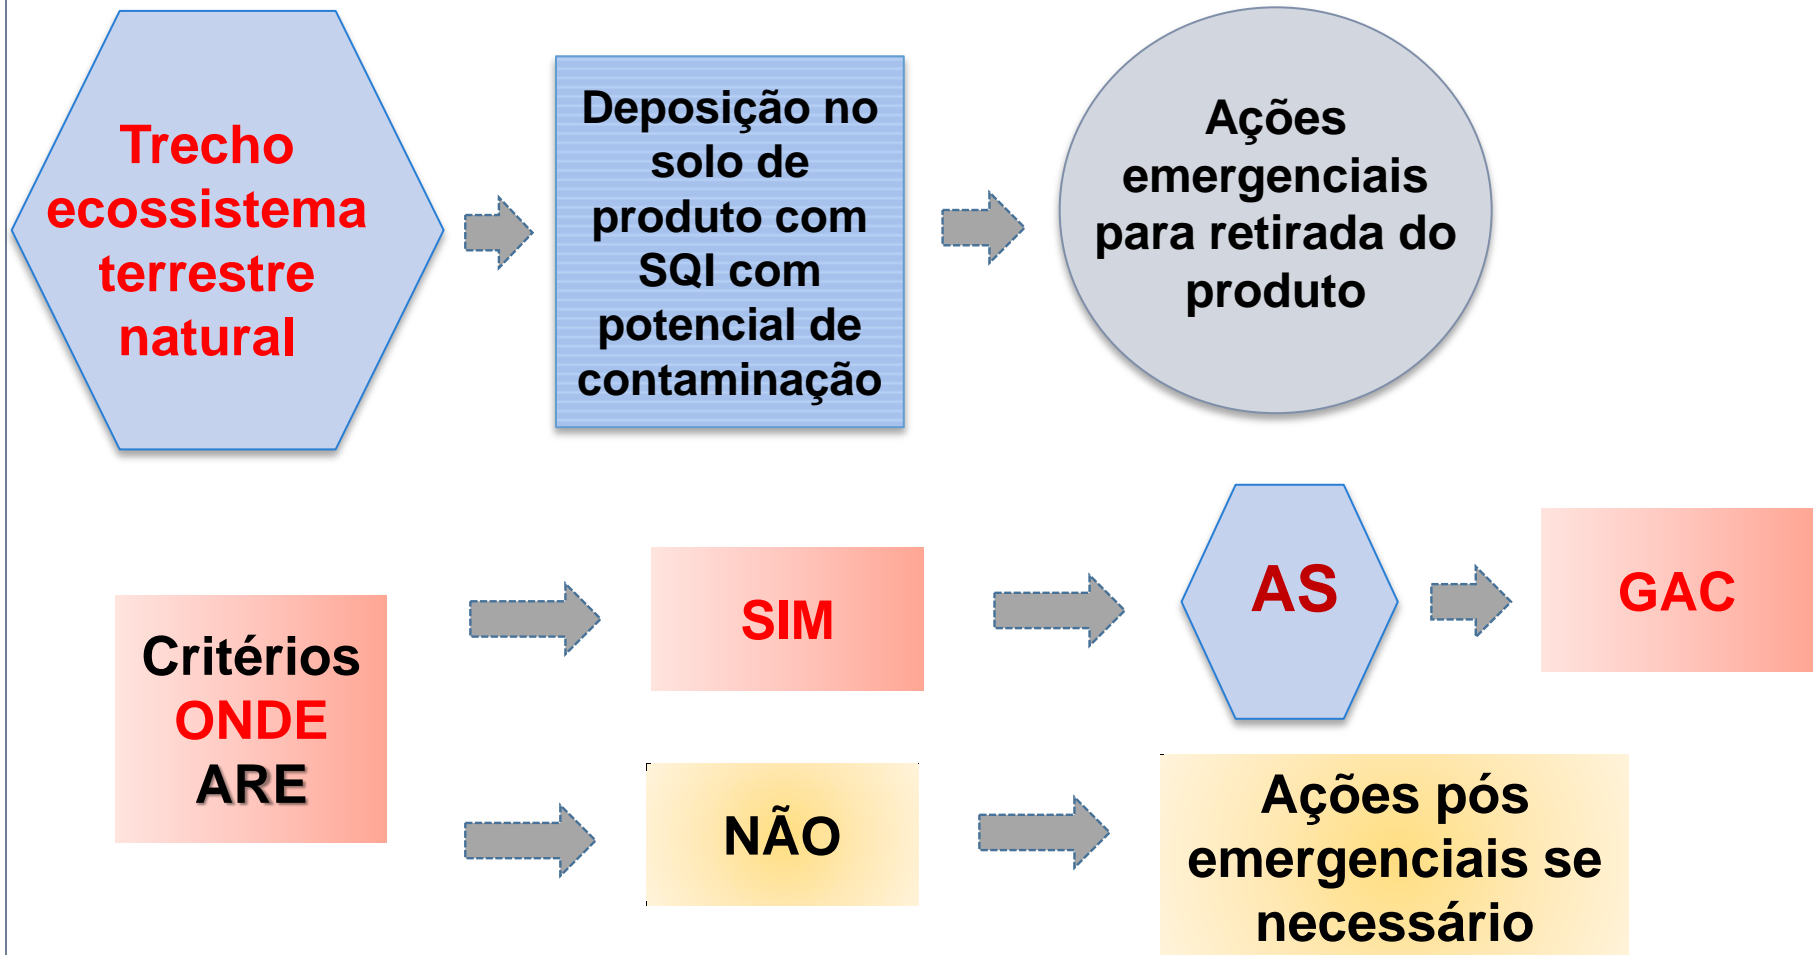 Trecho
ecossistema
terrestre
natural
Deposição no
solo de
produto com
SQI com
potencial de
contaminação
Ações
emergenciais
para retirada do
produto
Critérios
ONDE
ARE
SIM
AS
GAC
NÃO
Ações pós
emergenciais se
necessário